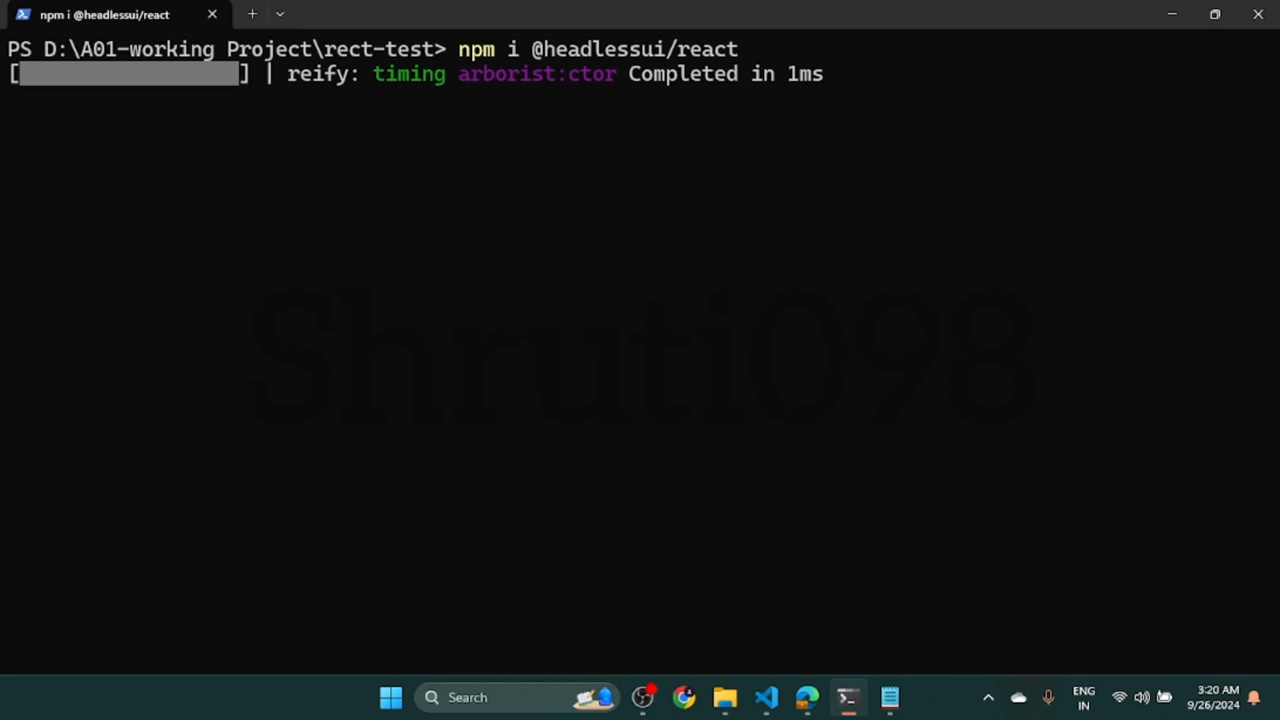 npm i @headlessui/react
PS D:\A01-working Project\rect-test> npm i @headlessui/react
[                  ] | reify: timing arborist:ctor Completed in 1ms
Shruti098
Search
ENG
IN
3:20 AM
9/26/2024